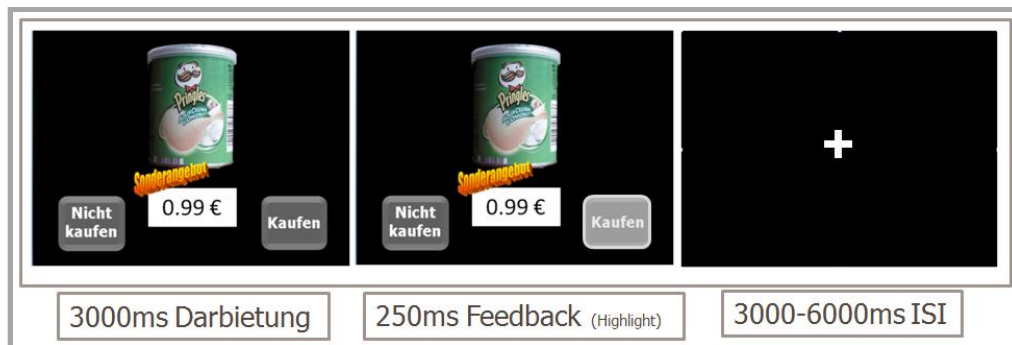 Pringles
Sonderangebot
Nicht
kaufen
0.99 €
Kaufen
Pringles
Sonderangebot
Nicht
kaufen
0.99 €
Kaufen
3000ms Darbietung
250ms Feedback (Highlight)
3000-6000ms ISI